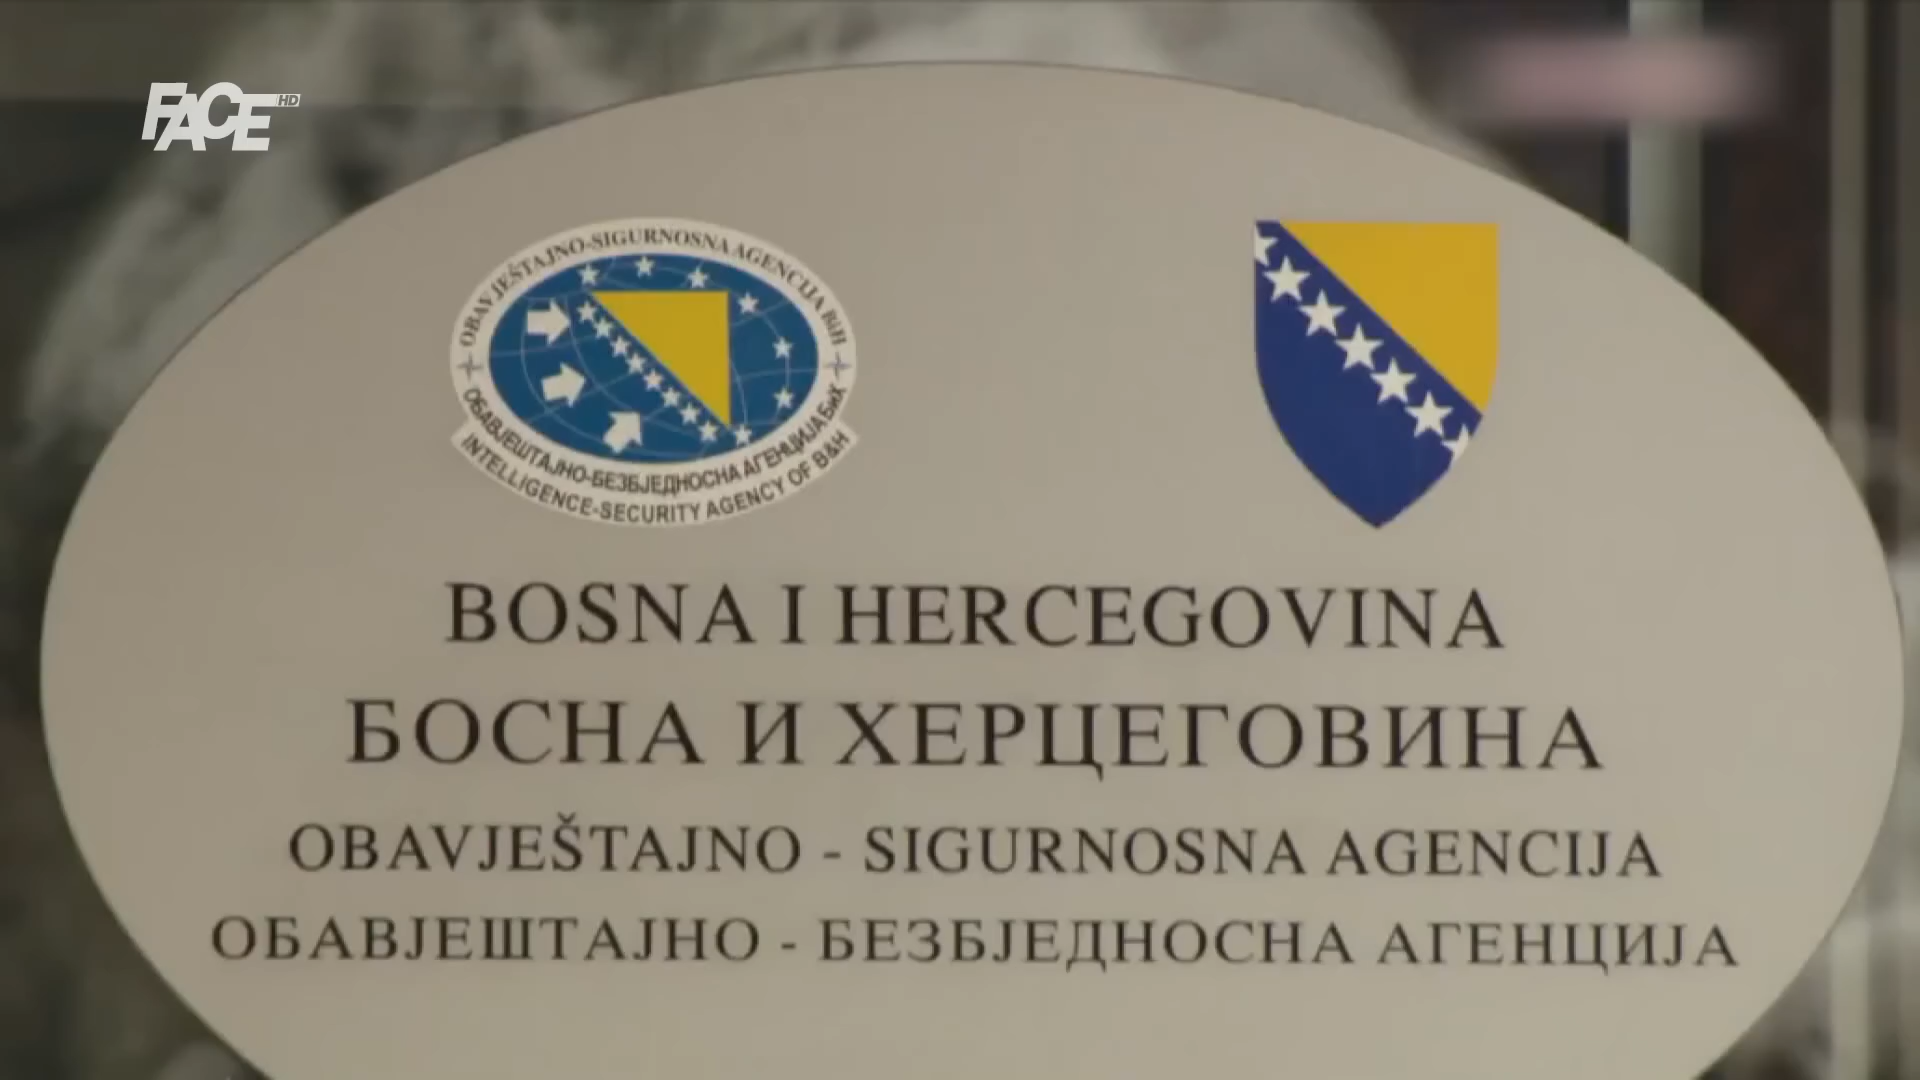 FACE HD
OBAVJEŠTAJNO-SIGURNOSNA AGENCIJA BiH
ОБАВЈЕШТАЈНО-БЕЗБЈЕДНОСНА АГЕНЦИЈА БиХ
INTELLIGENCE-SECURITY AGENCY OF B&H
BOSNA I HERCEGOVINA
БОСНА И ХЕРЦЕГОВИНА
OBAVJEŠTAJNO - SIGURNOSNA AGENCIJA
ОБАВЈЕШТАЈНО - БЕЗБЈЕДНОСНА АГЕНЦИЈА